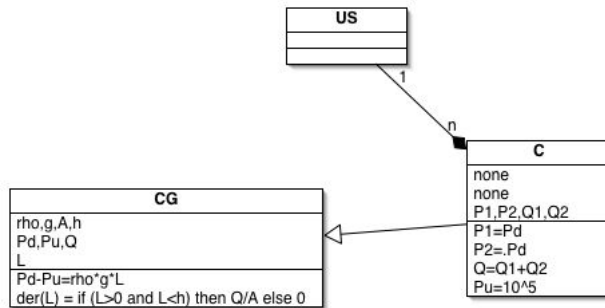 US
1
n
C
none
none
P1,P2,Q1,Q2
P1=Pd
P2=.Pd
Q=Q1+Q2
Pu=10^5
CG
rho,g,A,h
Pd,Pu,Q
L
Pd-Pu=rho*g*L
der(L) = if (L>0 and L<h) then Q/A else 0